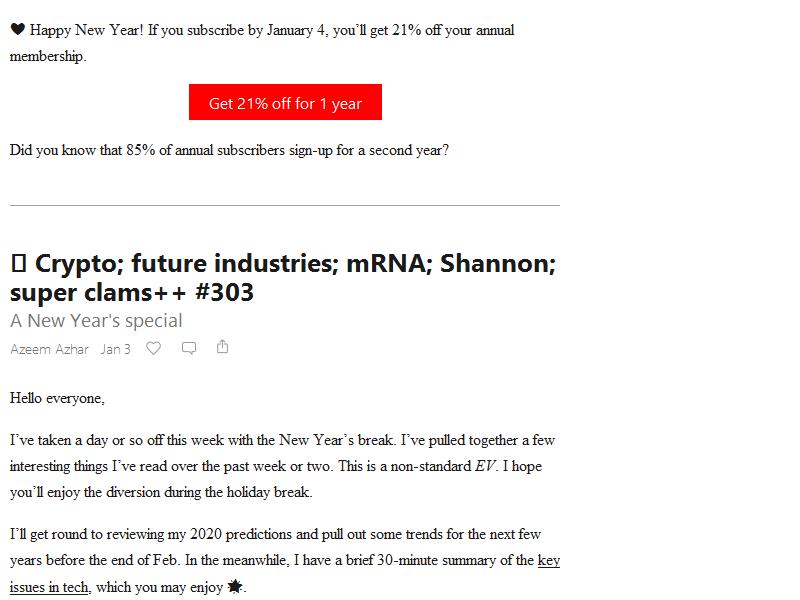 🖤 Happy New Year! If you subscribe by January 4, you’ll get 21% off your annual
membership.
Get 21% off for 1 year
Did you know that 85% of annual subscribers sign-up for a second year?
Crypto; future industries; mRNA; Shannon;
super clams++ #303
A New Year's special
Azeem Azhar Jan 3
Hello everyone,
I’ve taken a day or so off this week with the New Year’s break. I’ve pulled together a few
interesting things I’ve read over the past week or two. This is a non-standard EV. I hope
you’ll enjoy the diversion during the holiday break.
I’ll get round to reviewing my 2020 predictions and pull out some trends for the next few
years before the end of Feb. In the meanwhile, I have a brief 30-minute summary of the key
issues in tech, which you may enjoy.